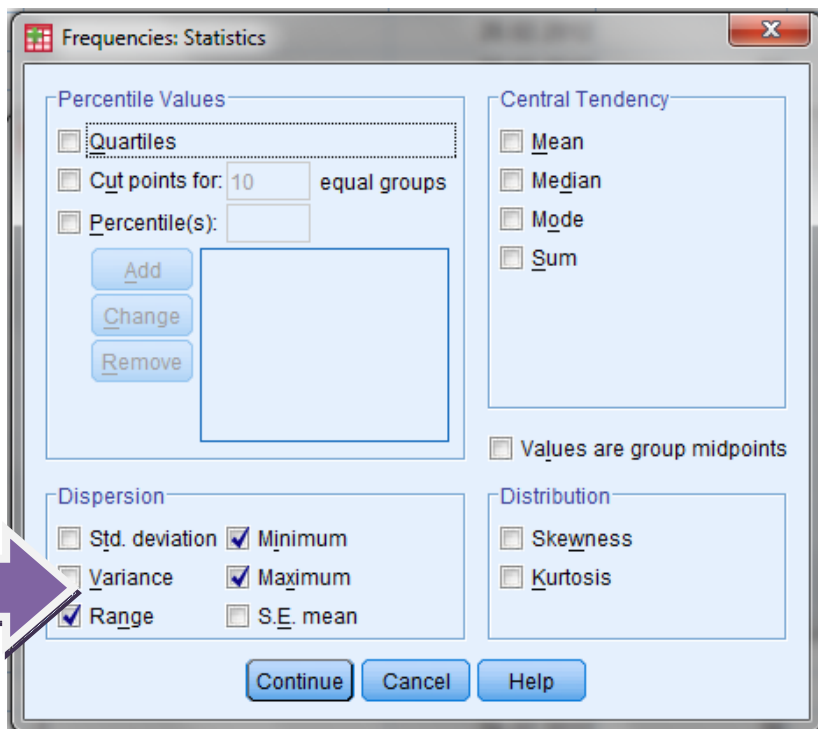 Frequencies: Statistics
Percentile Values
Quartiles
Cut points for: 10 equal groups
Percentile(s):
Add
Change
Remove
Central Tendency
Mean
Median
Mode
Sum
Values are group midpoints
Dispersion
Std. deviation Minimum
Variance Maximum
Range S.E. mean
Distribution
Skewness
Kurtosis
Continue Cancel Help